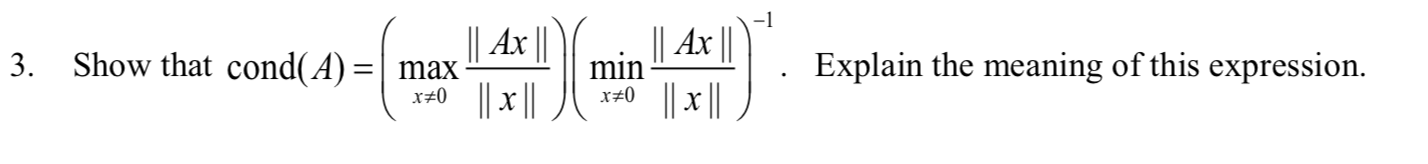 3. Show that cond(A) = ( max_{x≠0} || Ax || / || x || ) ( min_{x≠0} || Ax || / || x || )^{-1} . Explain the meaning of this expression.